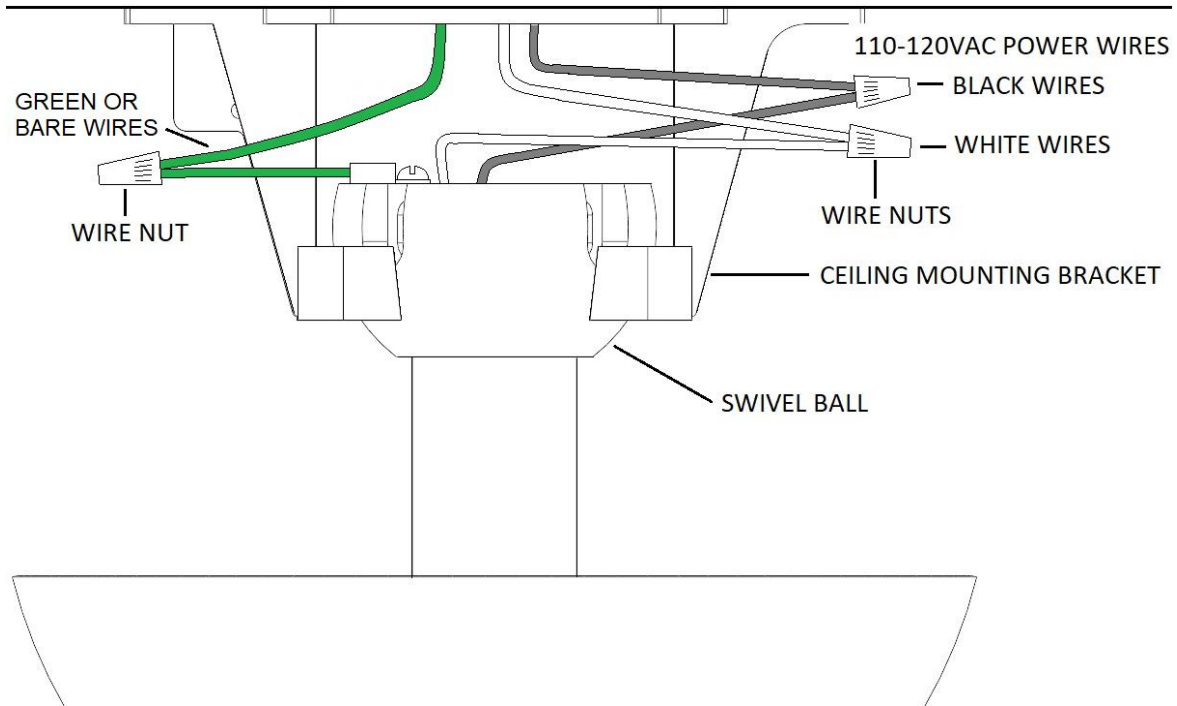 110-120VAC POWER WIRES
BLACK WIRES
GREEN OR
BARE WIRES
WHITE WIRES
WIRE NUT
WIRE NUTS
CEILING MOUNTING BRACKET
SWIVEL BALL